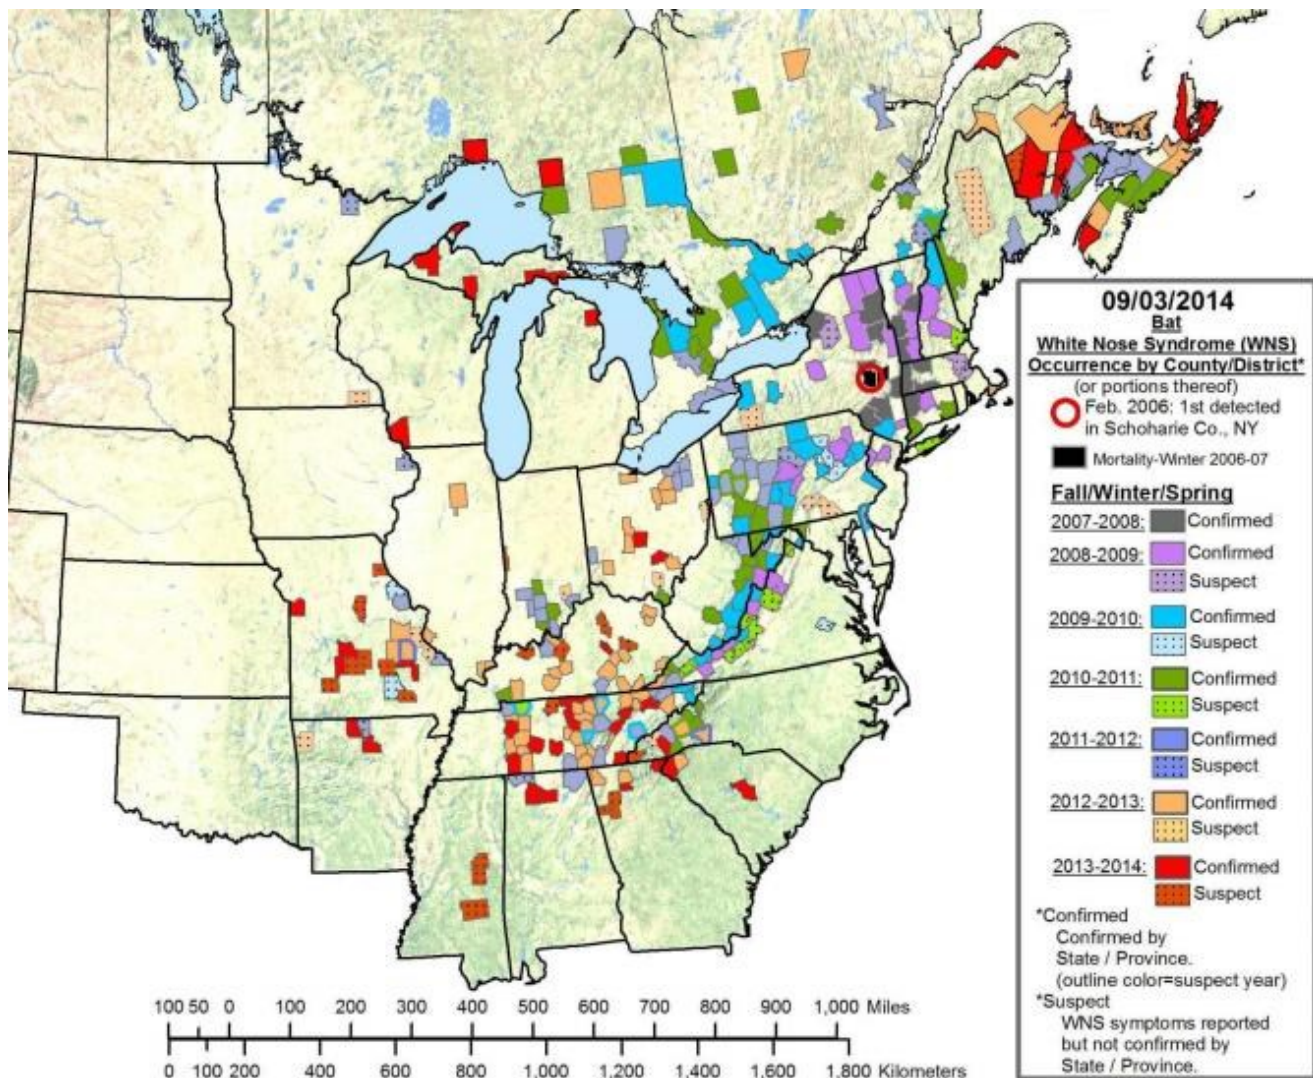 09/03/2014
Bat
White Nose Syndrome (WNS)
Occurrence by County/District*
(or portions thereof)
Feb. 2006: 1st detected
in Schoharie Co., NY
Mortality-Winter 2006-07
Fall/Winter/Spring
2007-2008: Confirmed
2008-2009: Confirmed
Suspect
2009-2010: Confirmed
Suspect
2010-2011: Confirmed
Suspect
2011-2012: Confirmed
Suspect
2012-2013: Confirmed
Suspect
2013-2014: Confirmed
Suspect
*Confirmed
Confirmed by
State / Province.
(outline color=suspect year)
*Suspect
WNS symptoms reported
but not confirmed by
State / Province.
100 50 0 100 200 300 400 500 600 700 800 900 1,000 Miles
0 100 200 400 600 800 1,000 1,200 1,400 1,600 1,800 Kilometers